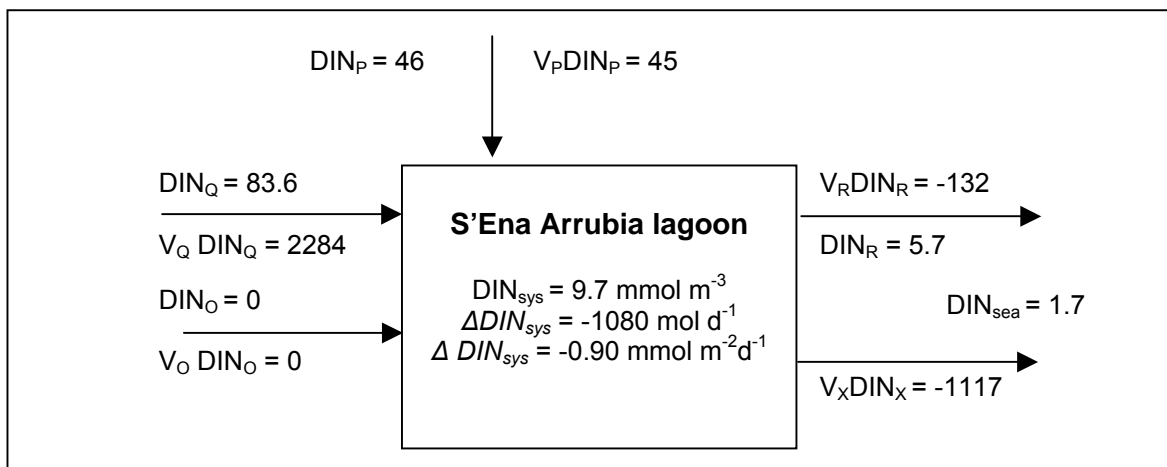 DIN_P = 46 V_PDIN_P = 45
DIN_Q = 83.6
V_Q DIN_Q = 2284
DIN_O = 0
V_O DIN_O = 0
S'Ena Arrubia lagoon
DIN_sys = 9.7 mmol m^-3
ΔDIN_sys = -1080 mol d^-1
Δ DIN_sys = -0.90 mmol m^-2d^-1
V_RDIN_R = -132
DIN_R = 5.7
DIN_sea = 1.7
V_XDIN_X = -1117